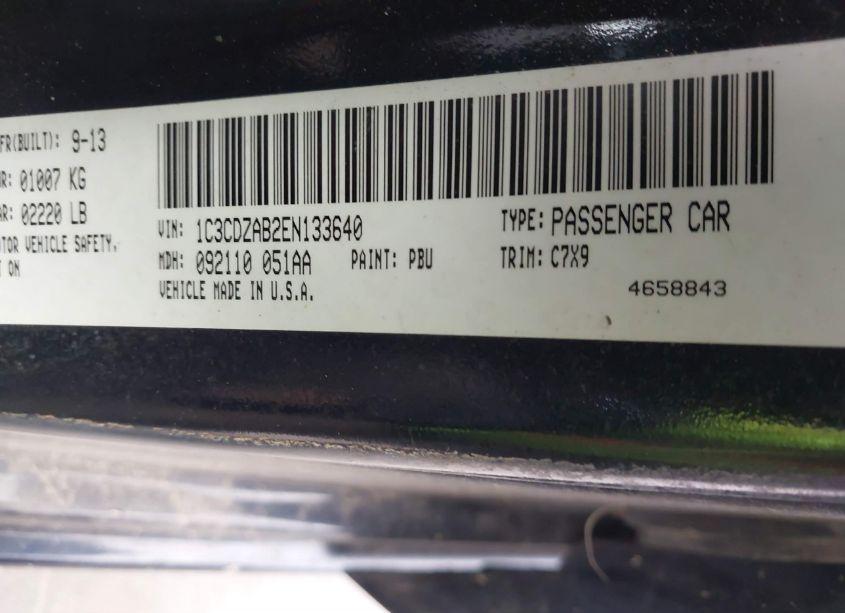 FR(BUILT): 9-13
R: 01007 KG
AR: 02220 LB
TOR VEHICLE SAFETY,
T ON
VIN: 1C3CDZAB2EN133640 TYPE: PASSENGER CAR
MDH: 092110 051AA PAINT: PBU TRIM: C7X9
VEHICLE MADE IN U.S.A. 4658843